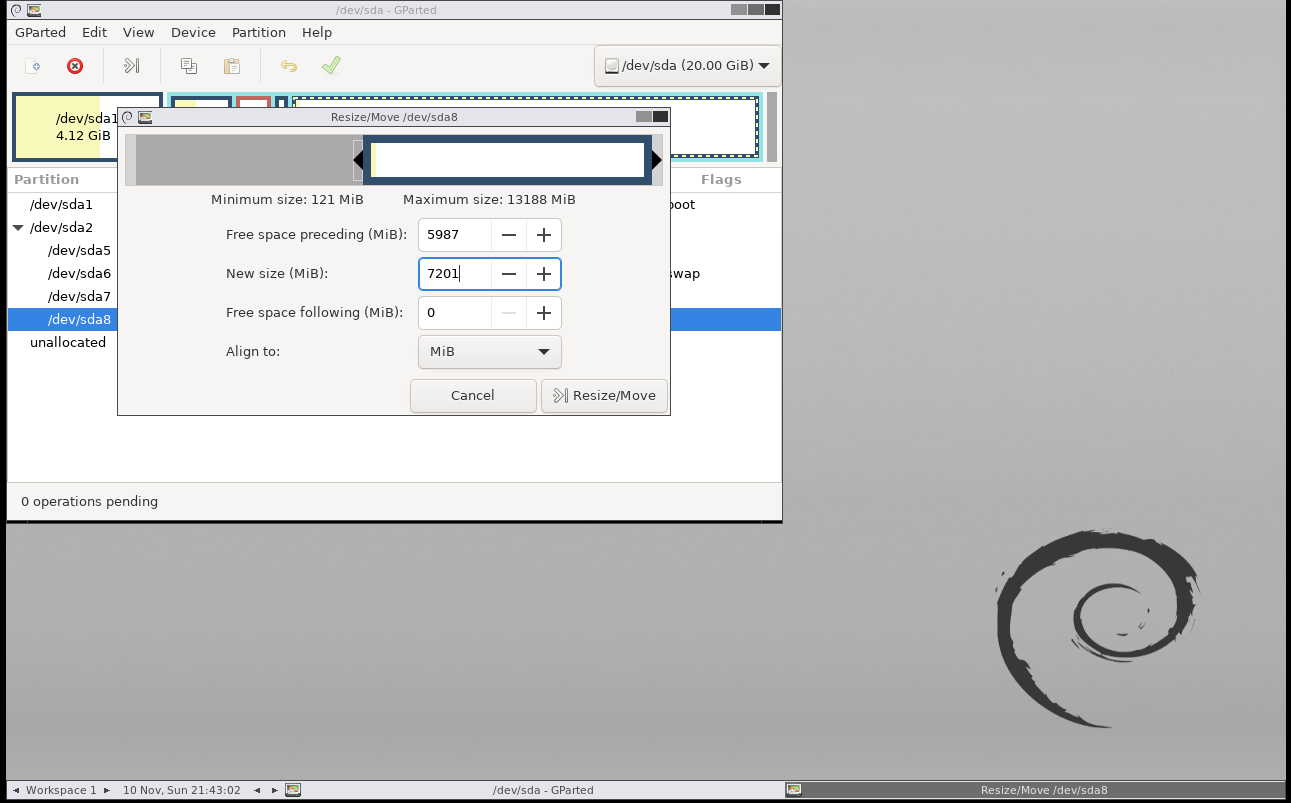 /dev/sda - GParted
GParted Edit View Device Partition Help
/dev/sda (20.00 GiB)
/dev/sda1
4.12 GiB
Resize/Move /dev/sda8
Minimum size: 121 MiB Maximum size: 13188 MiB
Free space preceding (MiB): 5987
New size (MiB): 7201
Free space following (MiB): 0
Align to: MiB
Cancel Resize/Move
Partition Flags
/dev/sda1
/dev/sda2
/dev/sda5
/dev/sda6 swap
/dev/sda7
/dev/sda8
unallocated
0 operations pending
Workspace 1 10 Nov, Sun 21:43:02 /dev/sda - GParted Resize/Move /dev/sda8